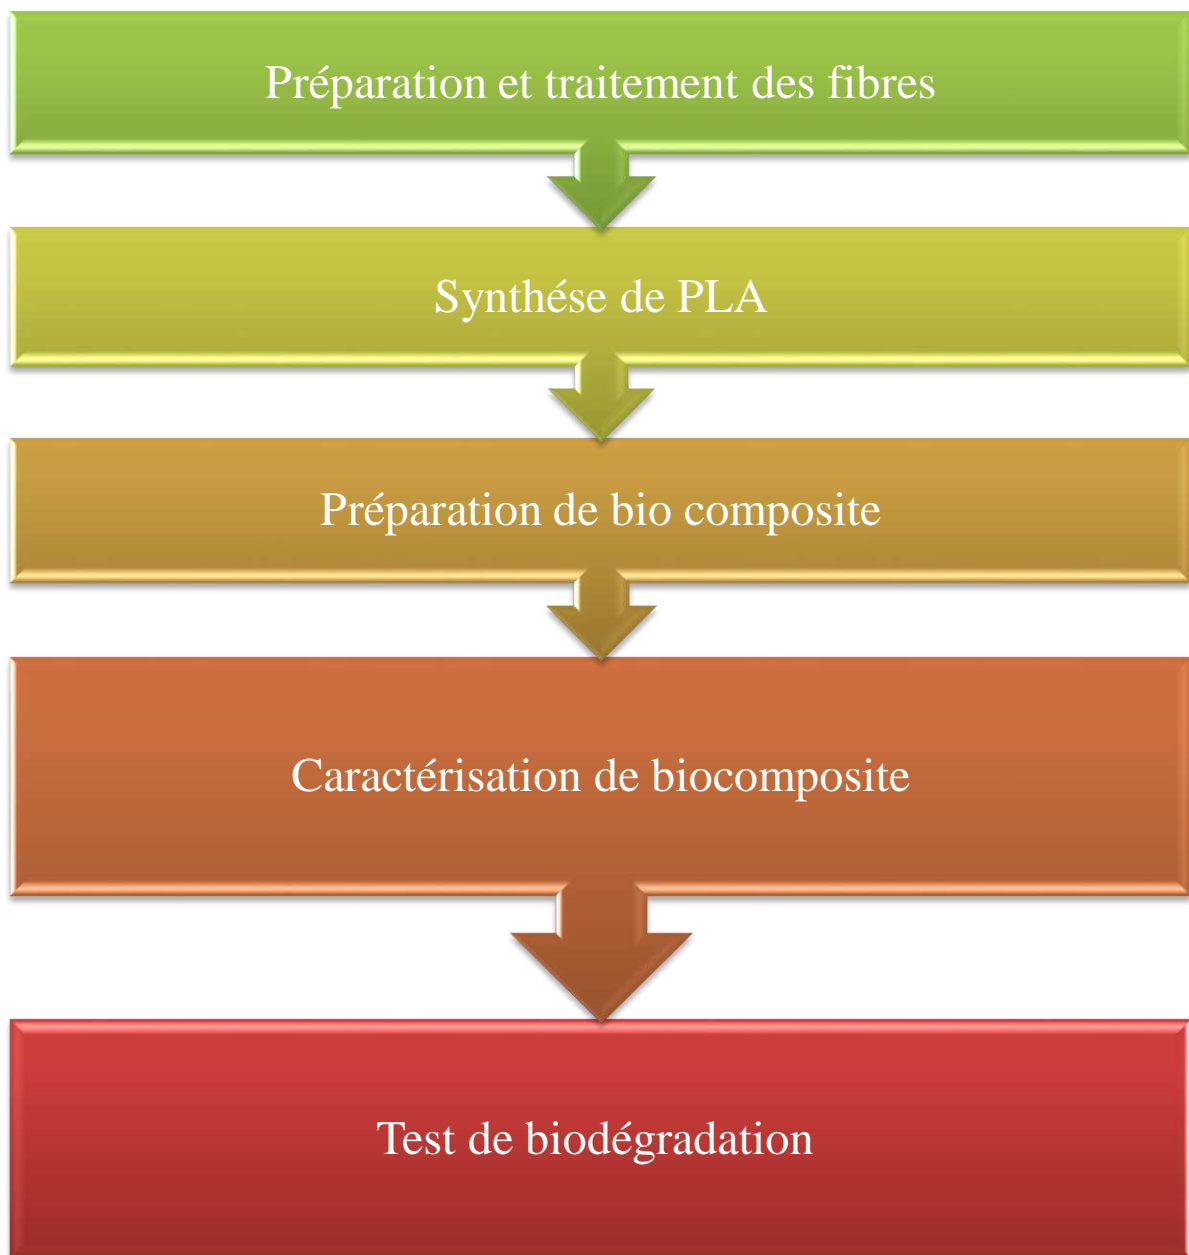 Préparation et traitement des fibres
Synthése de PLA
Préparation de bio composite
Caractérisation de biocomposite
Test de biodégradation